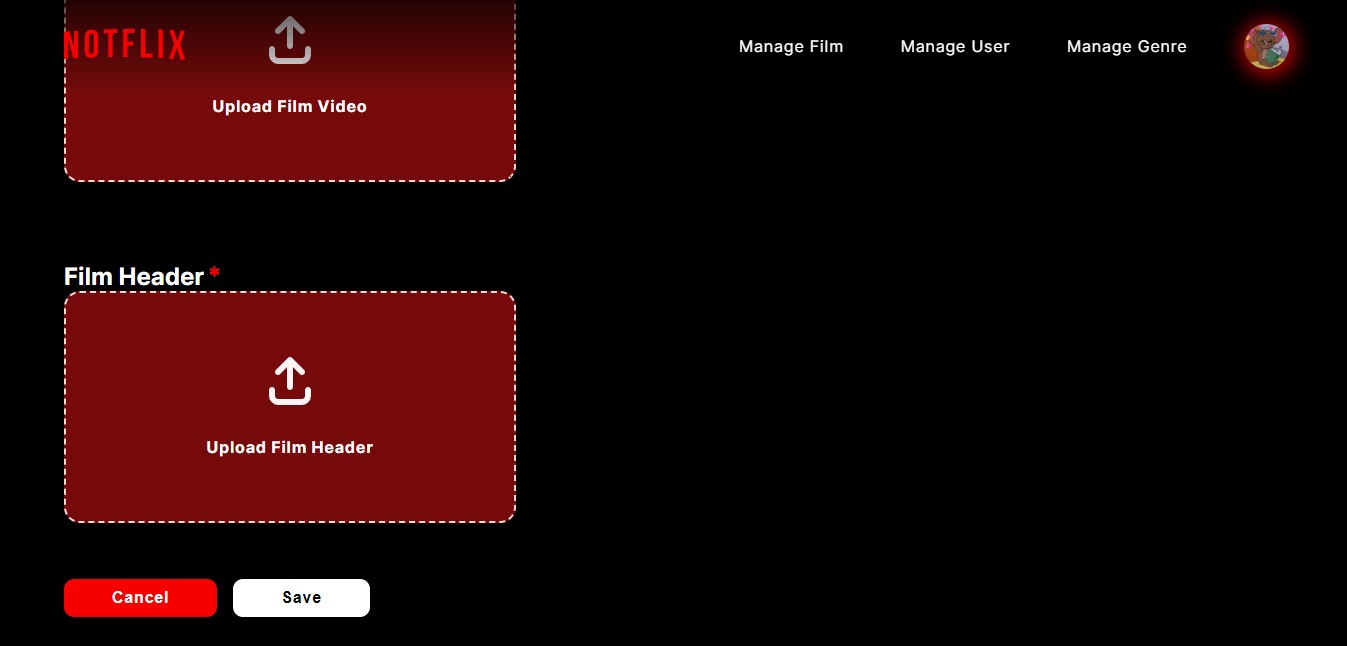 NOTFLIX
Manage Film
Manage User
Manage Genre
Upload Film Video
Film Header *
Upload Film Header
Cancel
Save